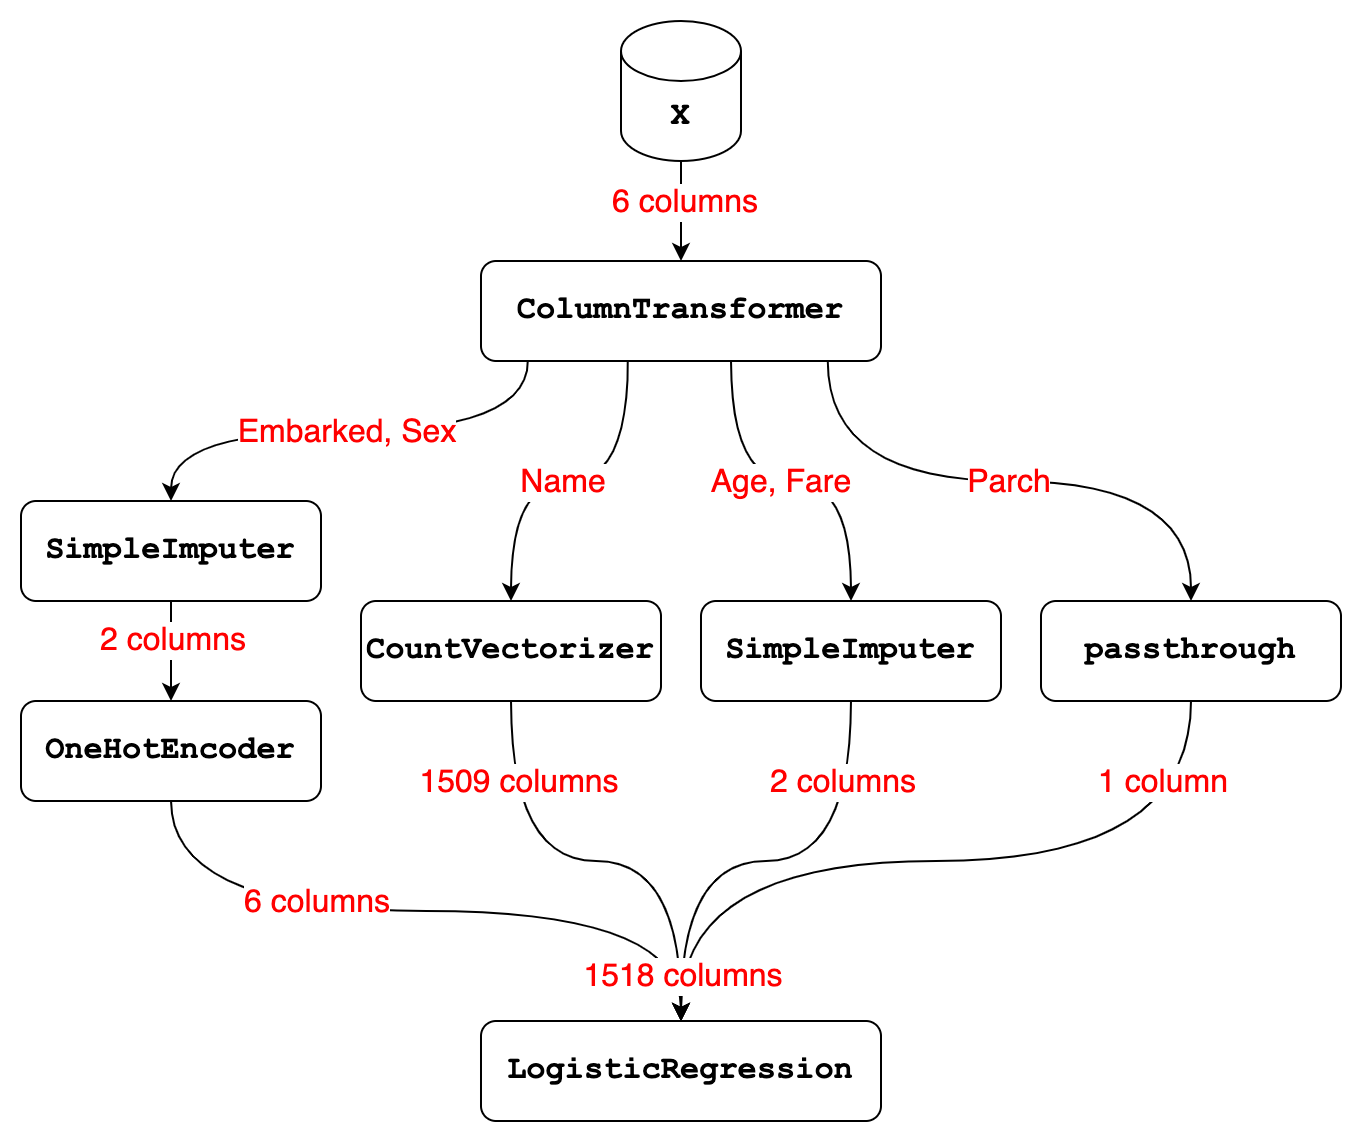 x
6 columns
ColumnTransformer
Embarked, Sex
Name
Age, Fare
Parch
SimpleImputer
2 columns
CountVectorizer
SimpleImputer
passthrough
OneHotEncoder
1509 columns
2 columns
1 column
6 columns
1518 columns
LogisticRegression